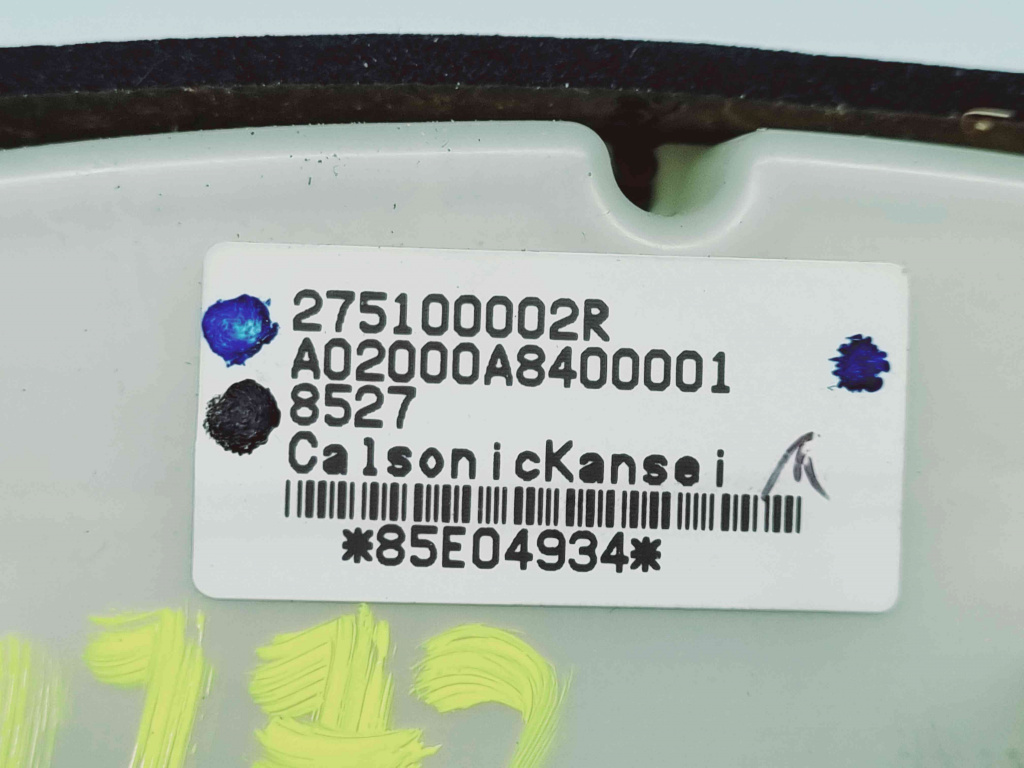 275100002R
A02000A8400001
8527
CalsonicKansei
*85E04934*